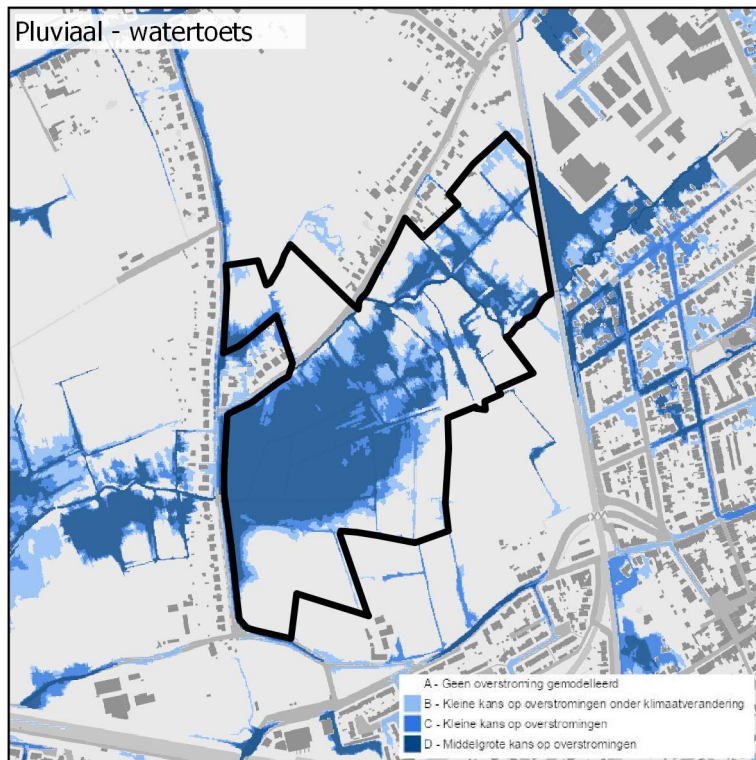 Pluviaal - watertoets
A - Geen overstroming gemodelleerd
B - Kleine kans op overstromingen onder klimaatverandering
C - Kleine kans op overstromingen
D - Middelgrote kans op overstromingen